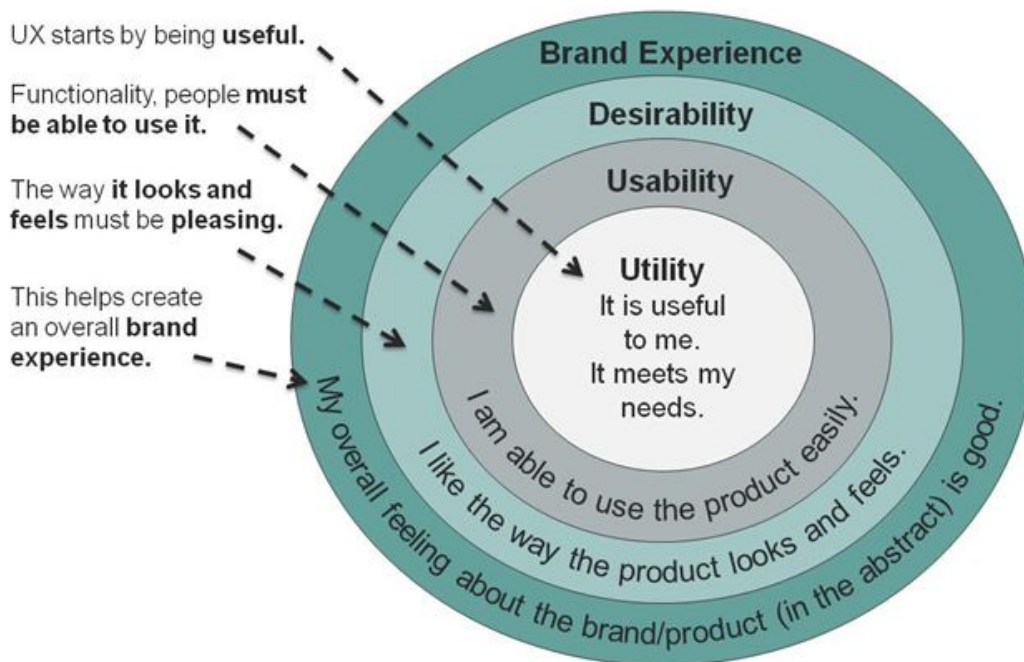 UX starts by being useful.
Functionality, people must
be able to use it.
The way it looks and
feels must be pleasing.
This helps create
an overall brand
experience.
Brand Experience
Desirability
Usability
Utility
It is useful
to me.
It meets my
needs.
I am able to use the product easily.
I like the way the product looks and feels.
My overall feeling about the brand/product (in the abstract) is good.